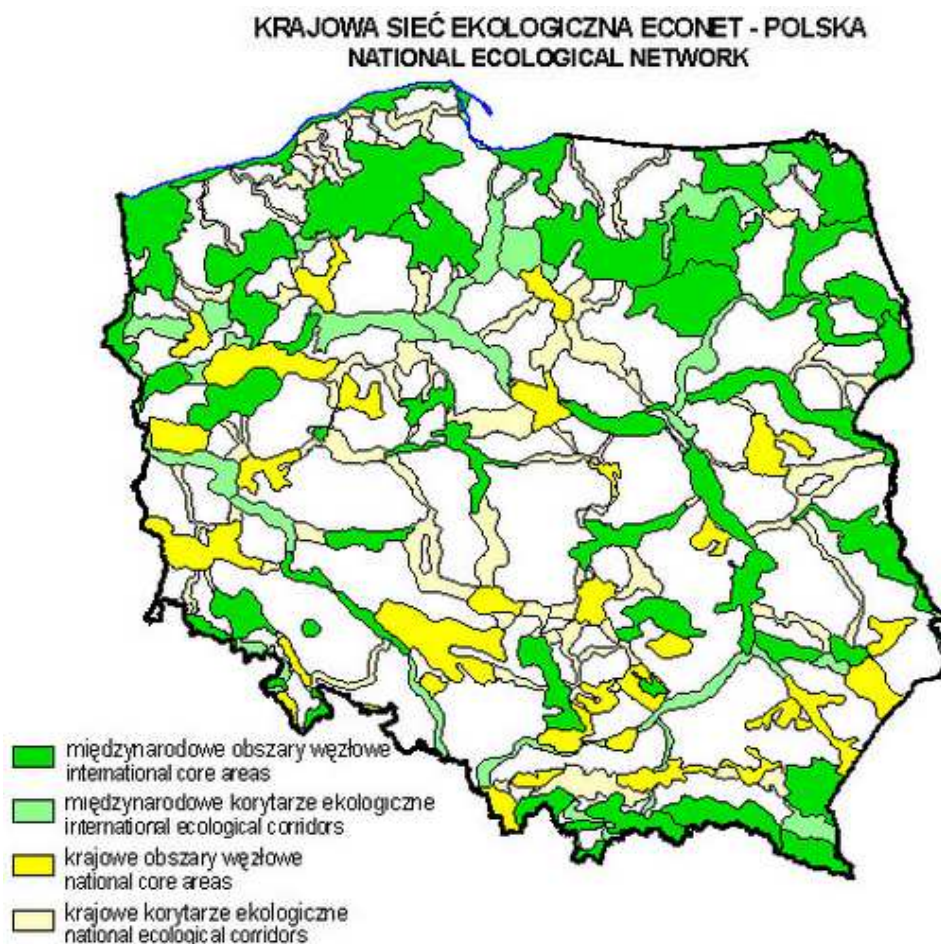 KRAJOWA SIEĆ EKOLOGICZNA ECONET - POLSKA
NATIONAL ECOLOGICAL NETWORK
międzynarodowe obszary węzłowe
international core areas
międzynarodowe korytarze ekologiczne
international ecological corridors
krajowe obszary węzłowe
national core areas
krajowe korytarze ekologiczne
national ecological corridors